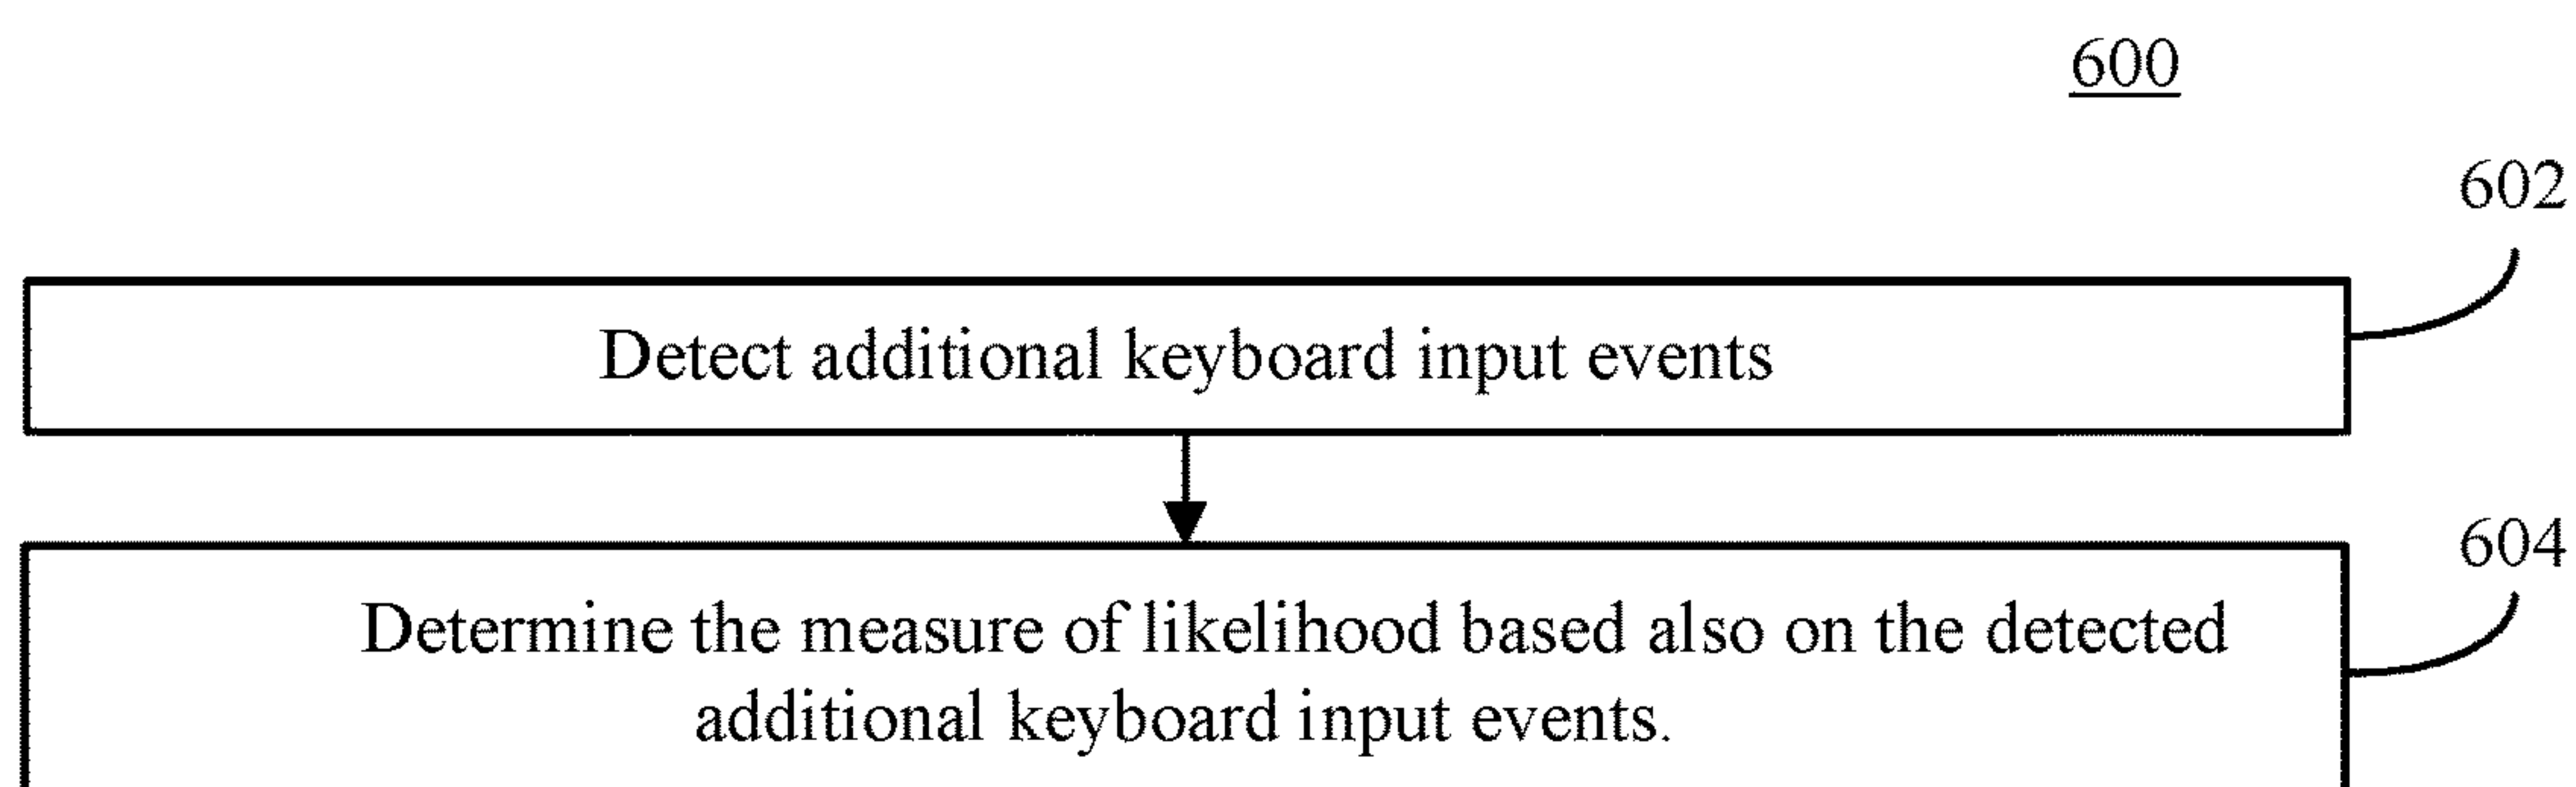 600
602
Detect additional keyboard input events
604
Determine the measure of likelihood based also on the detected
additional keyboard input events.